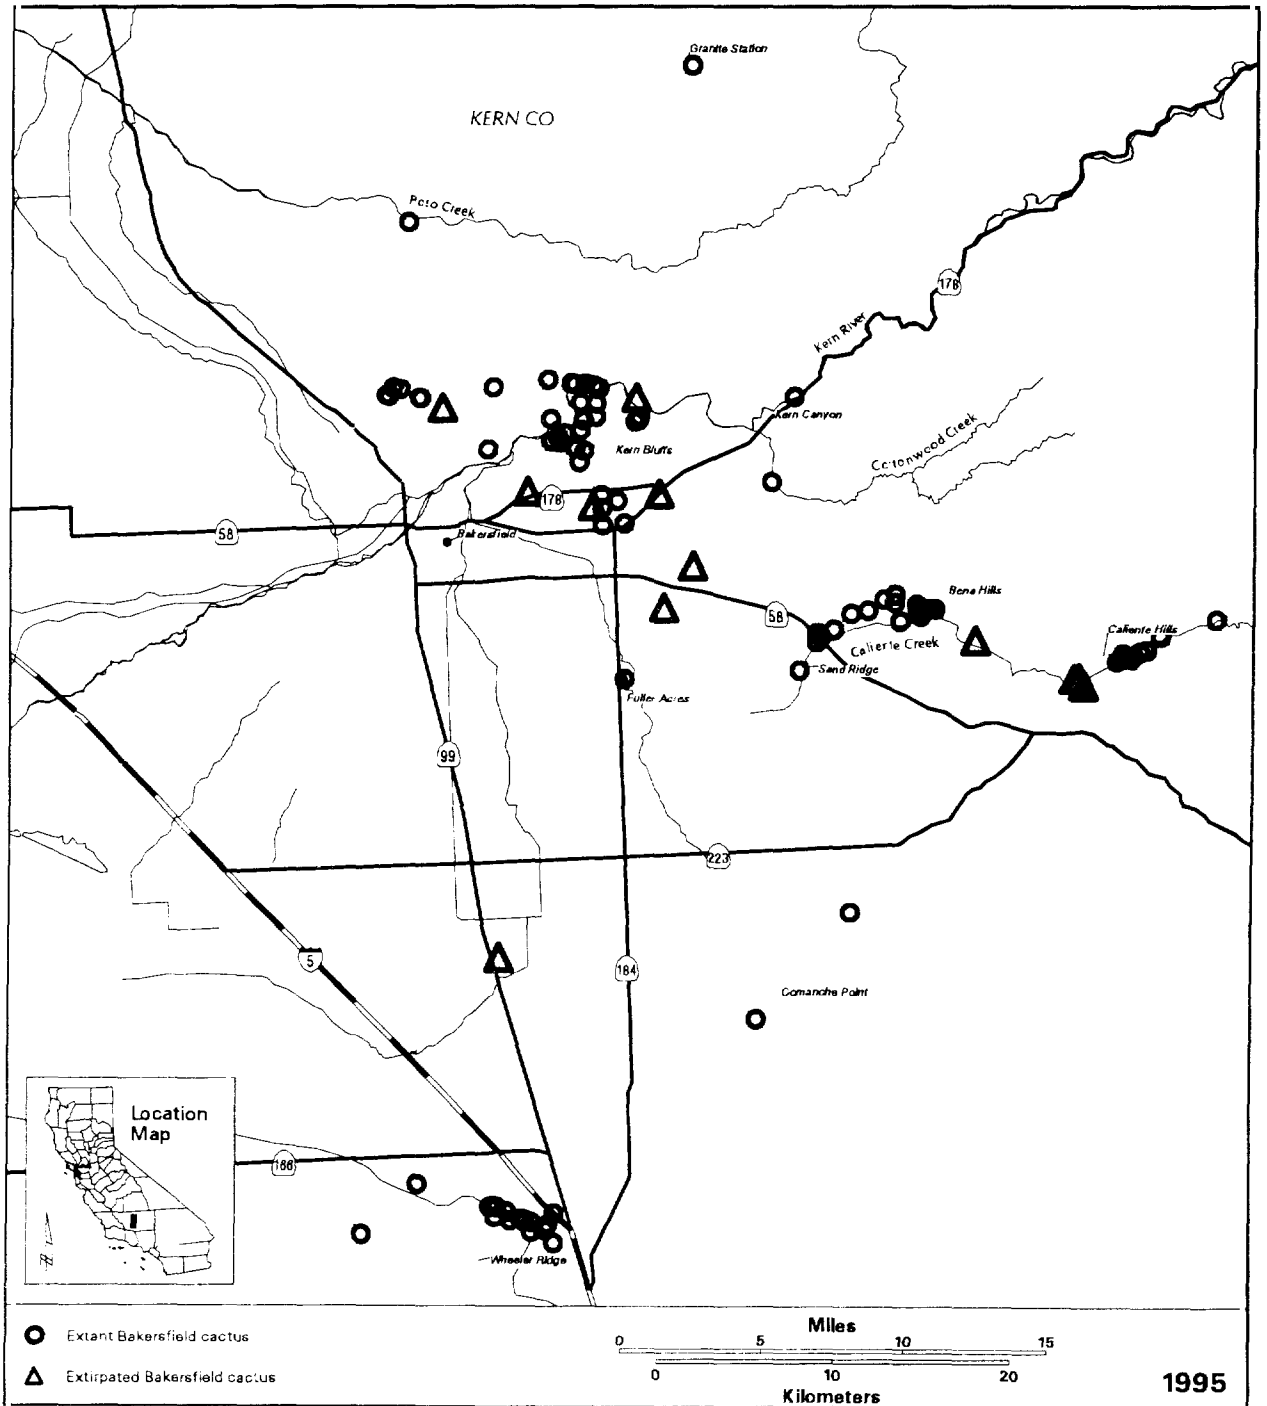 Granite Station
KERN CO
Poso Creek
178
Kern River
Kern Canyon
Cottonwood Creek
Kern Bluffs
178
58
Bakersfield
Bena Hills
58
Caliente Hills
Caliente Creek
Sand Ridge
Fuller Acres
99
223
5
184
Comanche Point
Location
Map
166
Wheeler Ridge
Extant Bakersfield cactus
Extirpated Bakersfield cactus
Miles
0 5 10 15
0 10 20
Kilometers
1995